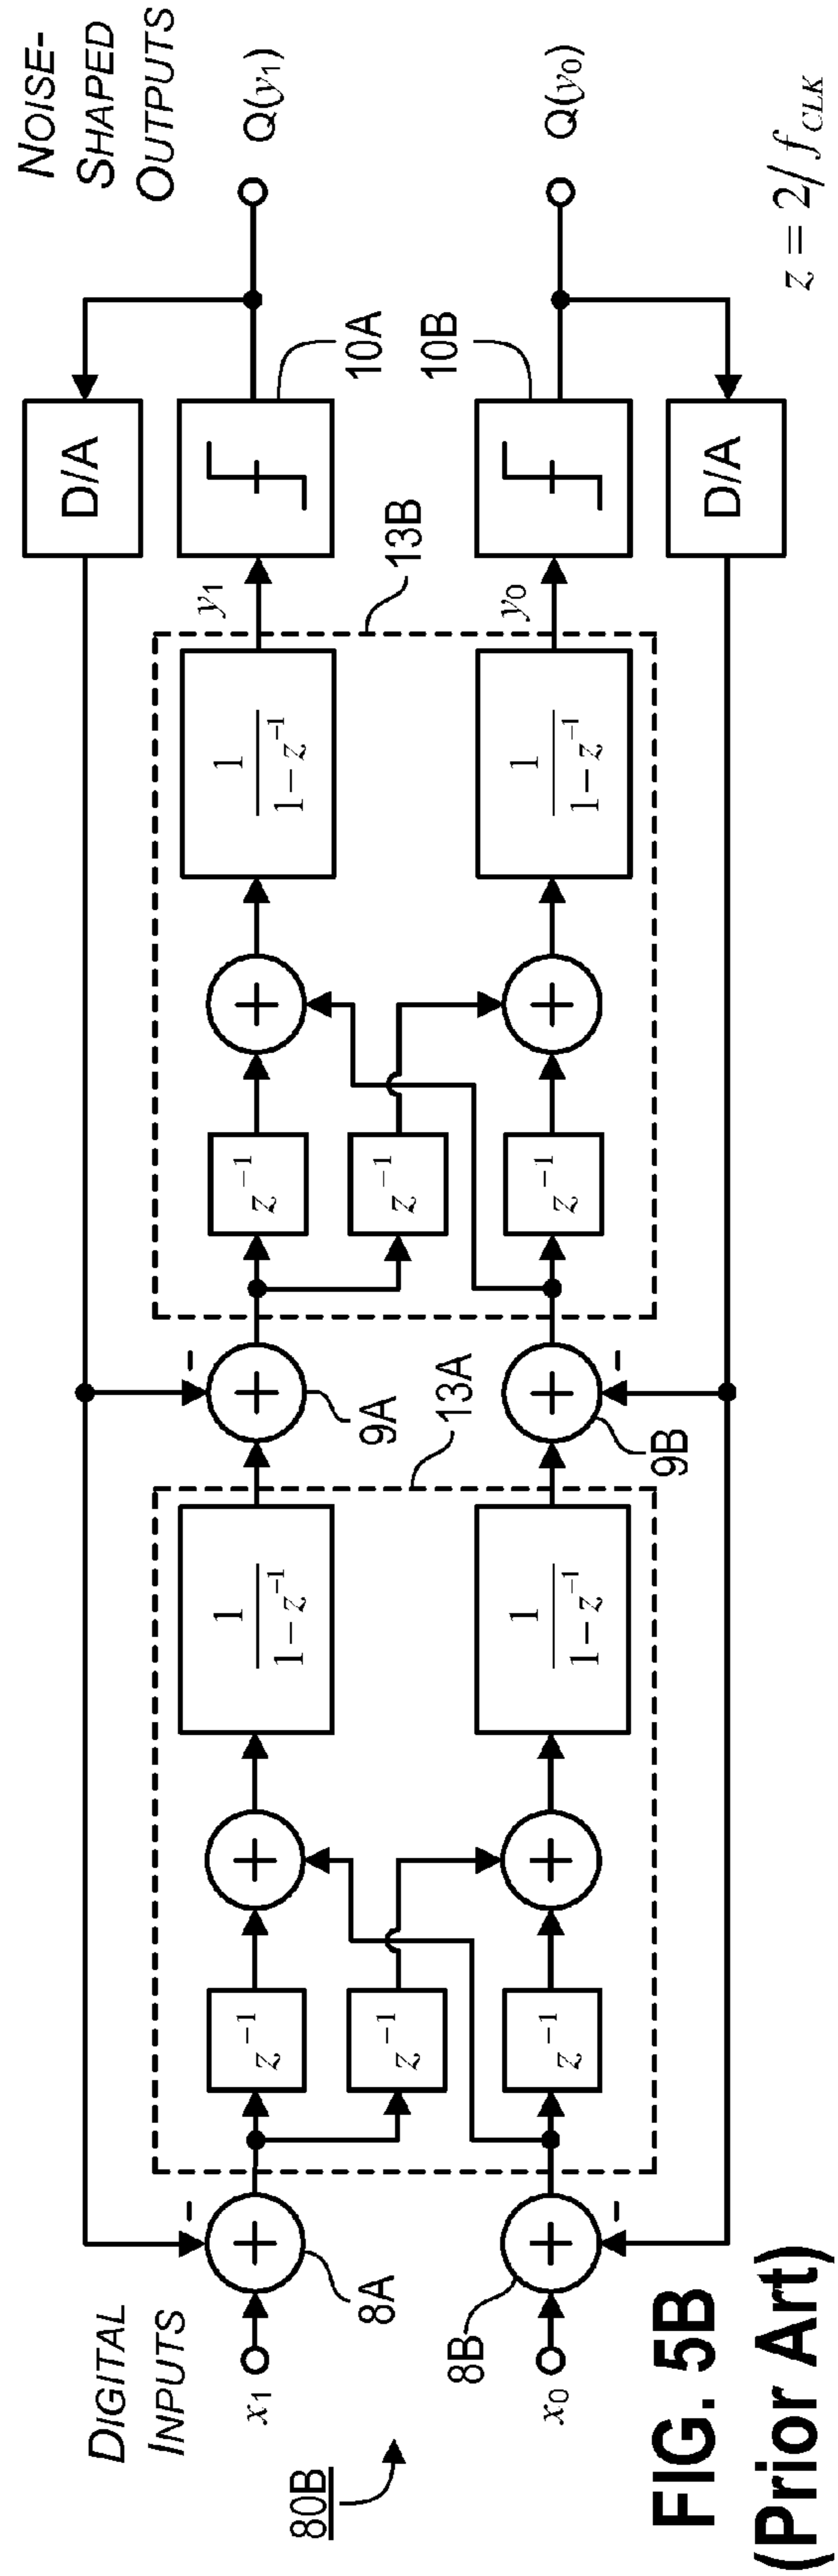 DIGITAL
INPUTS
NOISE-
SHAPED
OUTPUTS
D/A
x₁
+
-
8A
z⁻¹
z⁻¹
+
1
1−z⁻¹
13A
+
-
9A
z⁻¹
z⁻¹
+
1
1−z⁻¹
y₁
13B
10A
Q(y₁)
x₀
+
-
8B
z⁻¹
+
1
1−z⁻¹
+
-
9B
z⁻¹
+
1
1−z⁻¹
y₀
10B
Q(y₀)
D/A
80B
z = 2/ f CLK
FIG. 5B
(Prior Art)